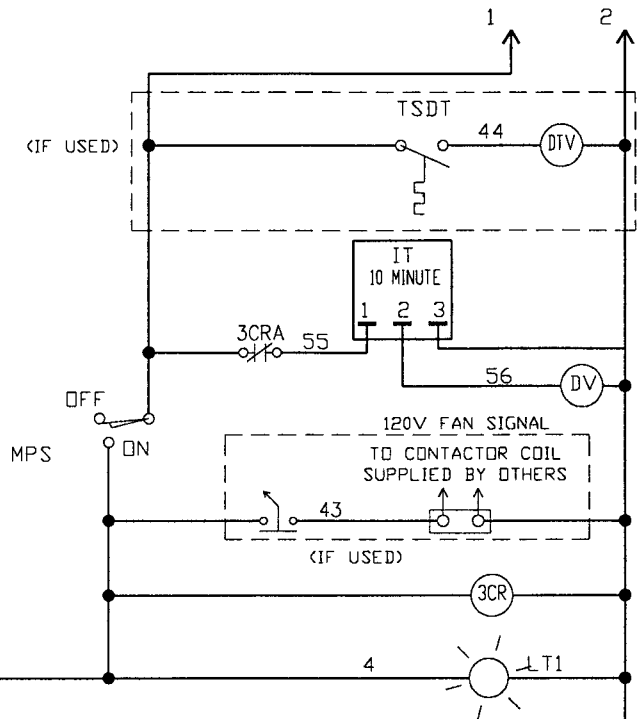 1 2
TSDT
(IF USED) 44 DTV
IT
10 MINUTE
1 2 3
3CRA 55
56 DV
OFF
120V FAN SIGNAL
MPS ON
TO CONTACTOR COIL
SUPPLIED BY OTHERS
43
(IF USED)
3CR
4 LT1